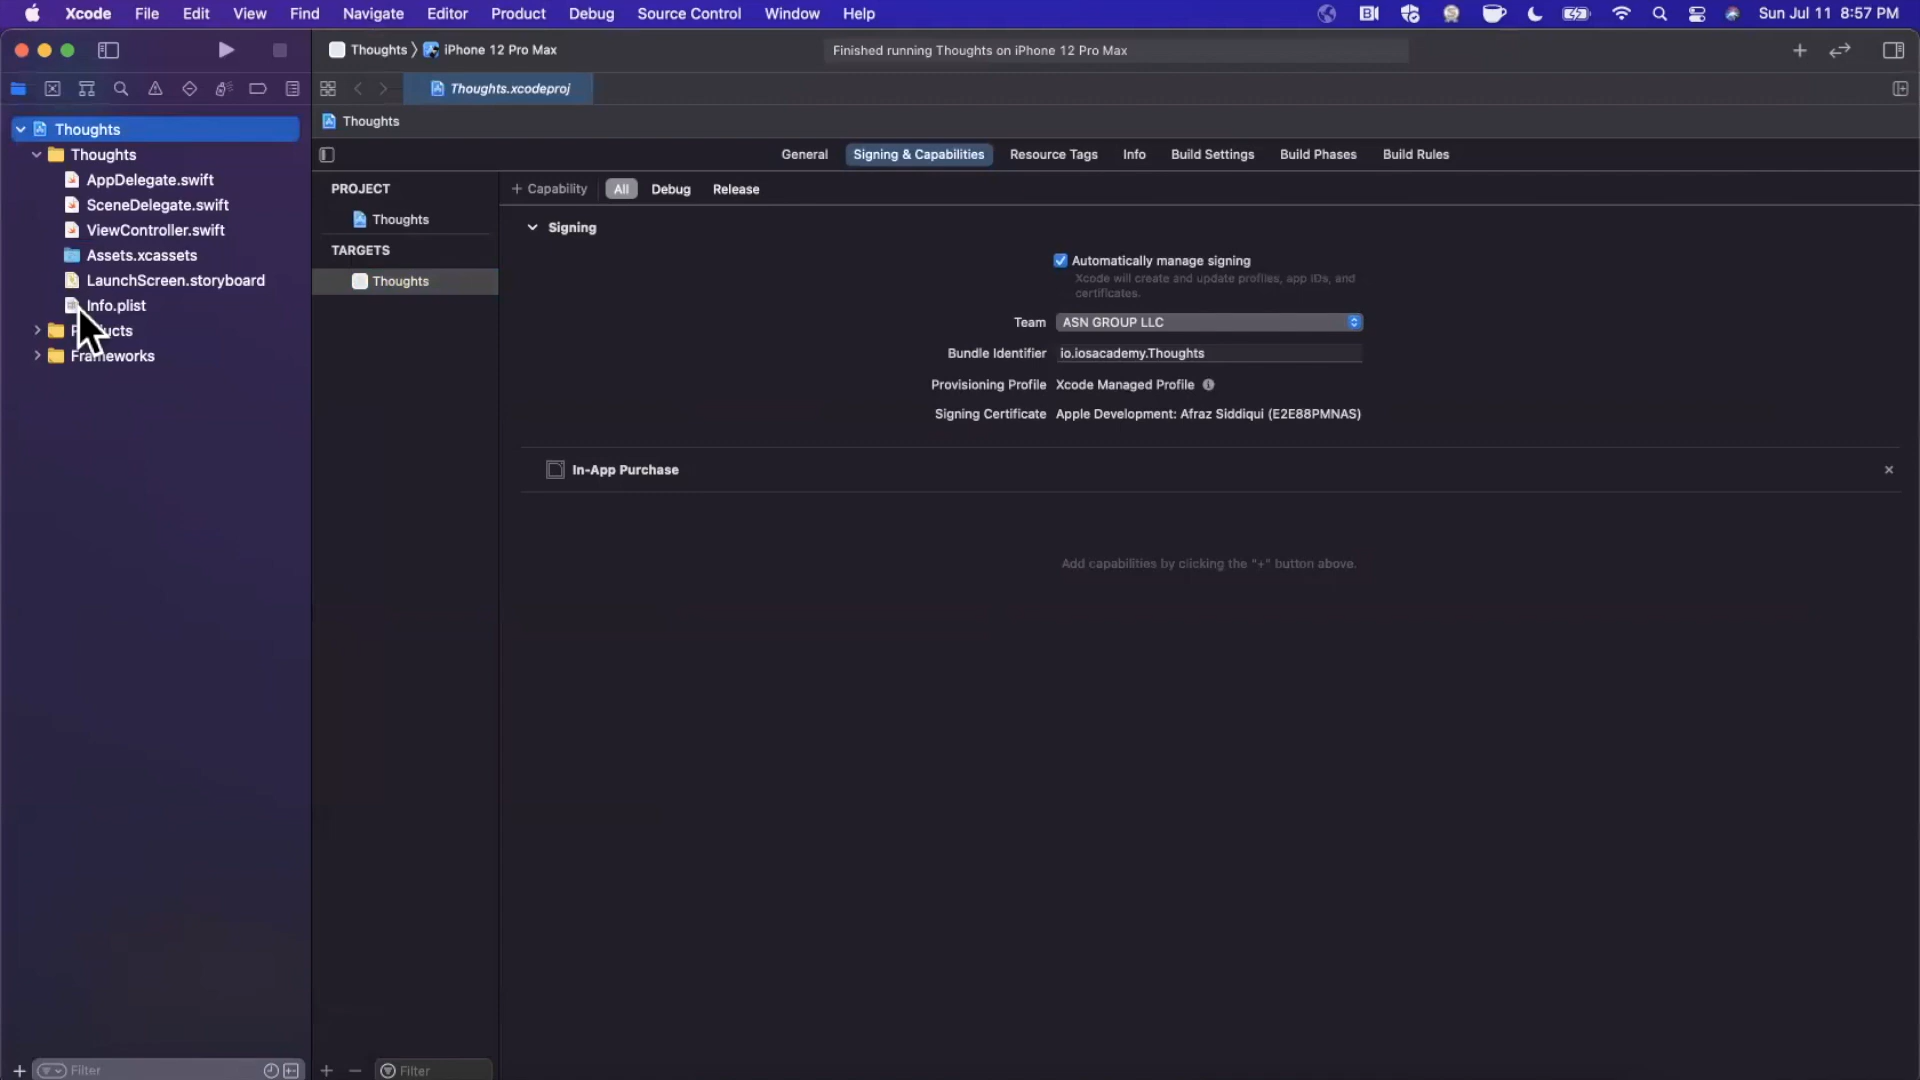 Xcode File Edit View Find Navigate Editor Product Debug Source Control Window Help Sun Jul 11 8:57 PM
Thoughts 〉 iPhone 12 Pro Max
Finished running Thoughts on iPhone 12 Pro Max
Thoughts.xcodeproj
Thoughts
Thoughts
AppDelegate.swift
SceneDelegate.swift
ViewController.swift
Assets.xcassets
LaunchScreen.storyboard
Info.plist
Frameworks
Filter
Thoughts
General Signing & Capabilities Resource Tags Info Build Settings Build Phases Build Rules
PROJECT
Thoughts
TARGETS
Thoughts
Filter
+ Capability All Debug Release
Signing
Automatically manage signing
Xcode will create and update profiles, app IDs, and
certificates.
Team ASN GROUP LLC
Bundle Identifier io.iosacademy.Thoughts
Provisioning Profile Xcode Managed Profile
Signing Certificate Apple Development: Afraz Siddiqui (E2E88PMNAS)
In-App Purchase
Add capabilities by clicking the "+" button above.